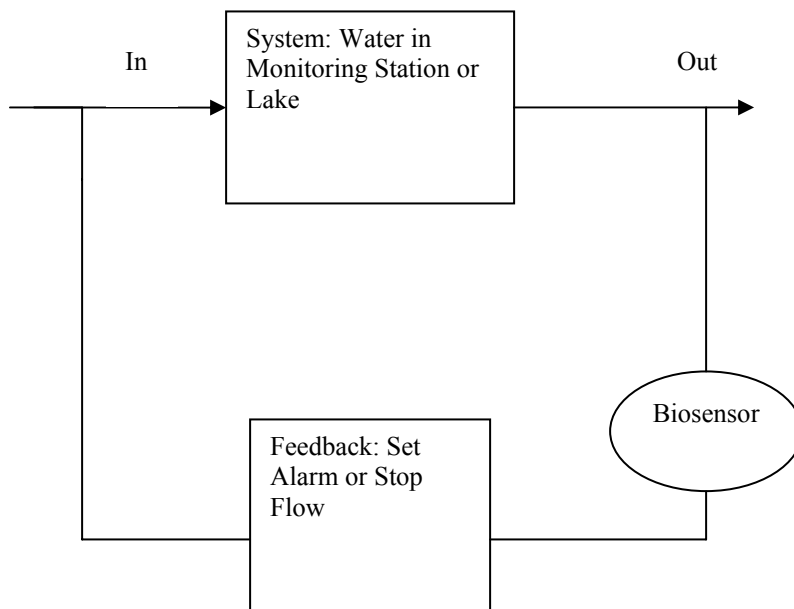 In
System: Water in
Monitoring Station or
Lake
Out
Biosensor
Feedback: Set
Alarm or Stop
Flow